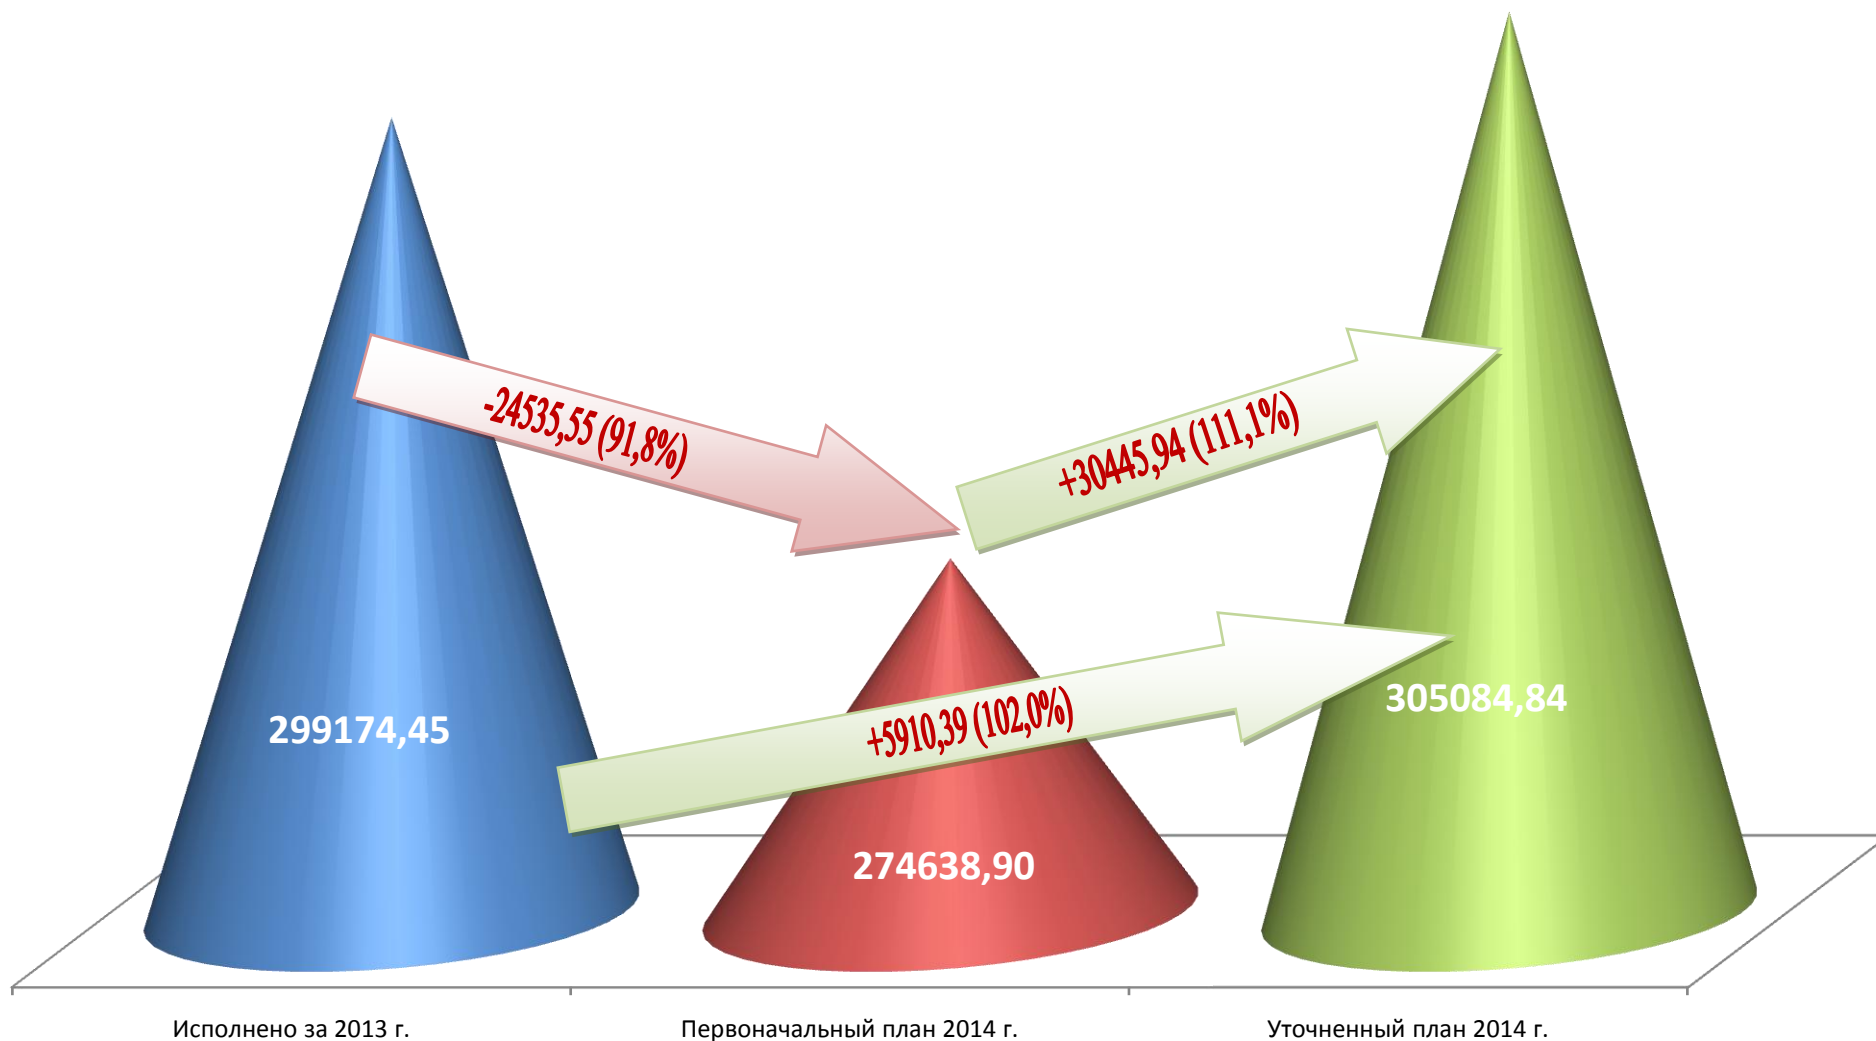 -24535,55 (91,8%)
+30445,94 (111,1%)
+5910,39 (102,0%)
299174,45
274638,90
305084,84
Исполнено за 2013 г.
Первоначальный план 2014 г.
Уточненный план 2014 г.